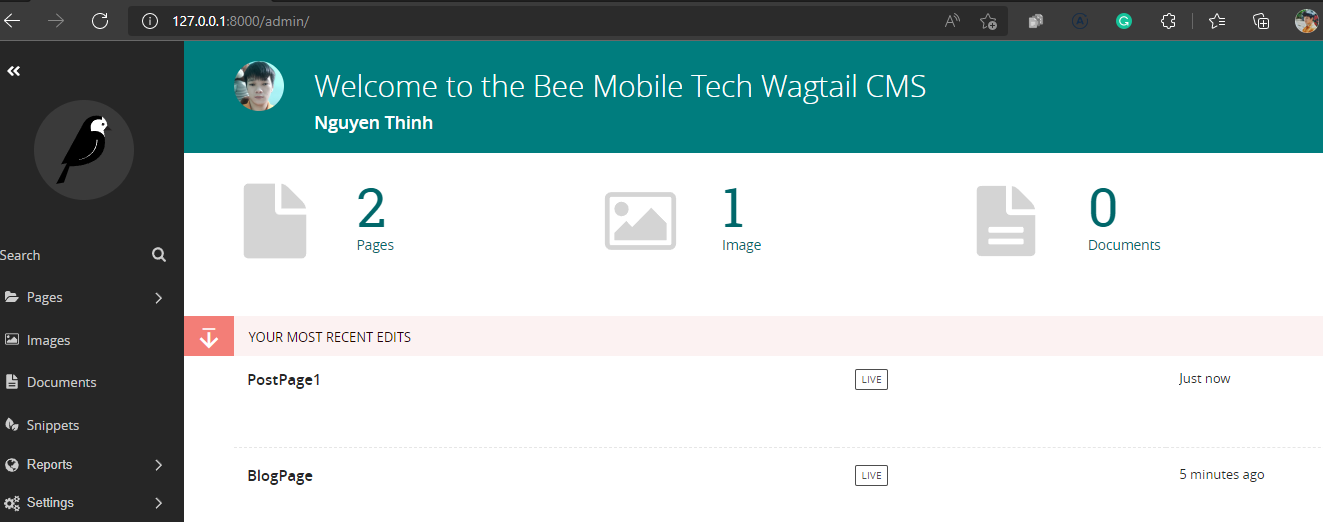 127.0.0.1:8000/admin/
Welcome to the Bee Mobile Tech Wagtail CMS
Nguyen Thinh
2
Pages
1
Image
0
Documents
Search
Pages
Images
Documents
Snippets
Reports
Settings
YOUR MOST RECENT EDITS
PostPage1 LIVE Just now
BlogPage LIVE 5 minutes ago